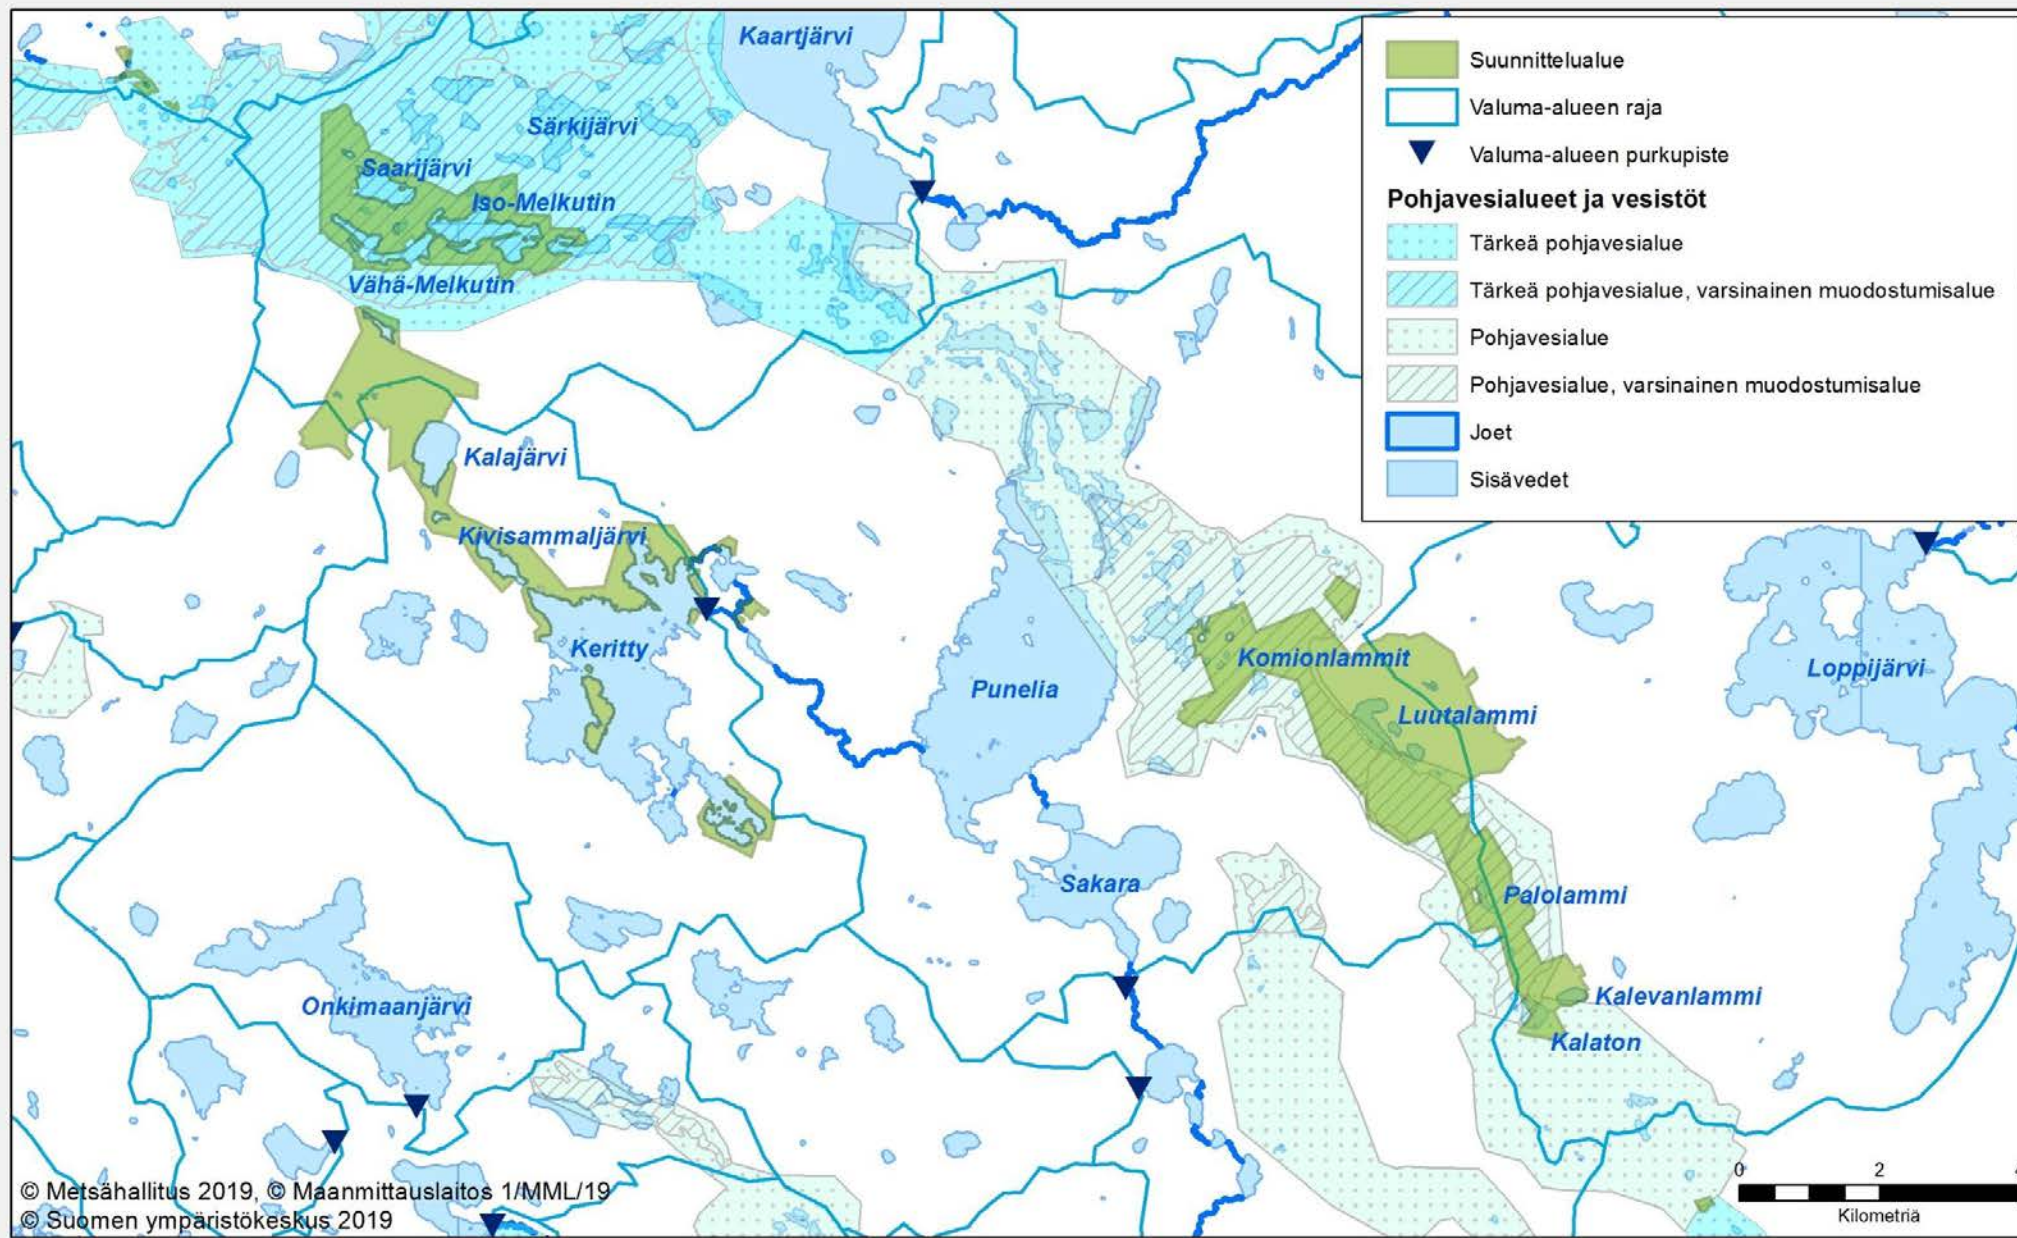 Kaartjärvi
Särkijärvi
Saarijärvi
Iso-Melkutin
Vähä-Melkutin
Kalajärvi
Kivisammaljärvi
Keritty
Punelia
Komionlammit
Luutalammi
Loppijärvi
Sakara
Palolammi
Kalevanlammi
Kalaton
Onkimaanjärvi
Suunnittelualue
Valuma-alueen raja
Valuma-alueen purkupiste
Pohjavesialueet ja vesistöt
Tärkeä pohjavesialue
Tärkeä pohjavesialue, varsinainen muodostumisalue
Pohjavesialue
Pohjavesialue, varsinainen muodostumisalue
Joet
Sisävedet
0 2
Kilometriä
© Metsähallitus 2019, © Maanmittauslaitos 1/MML/19
© Suomen ympäristökeskus 2019